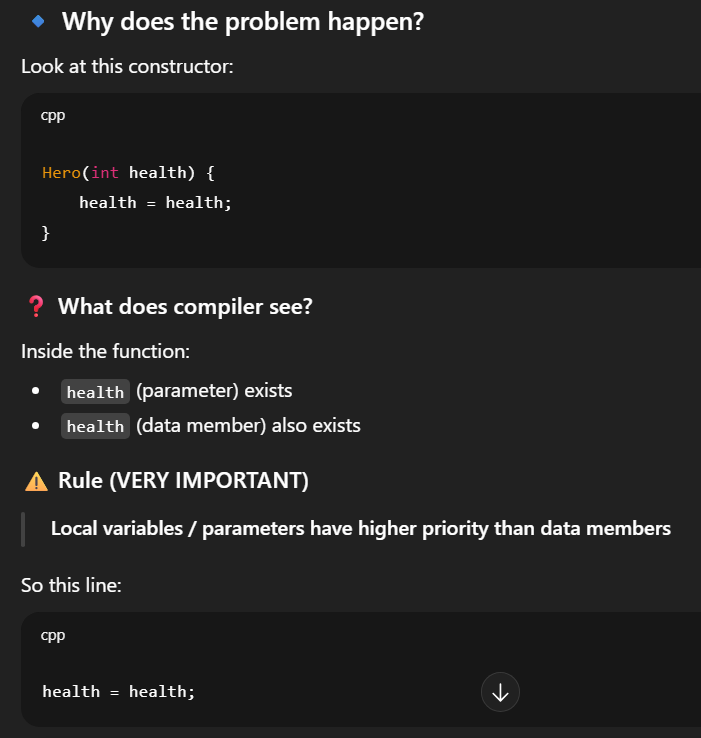 Why does the problem happen?
Look at this constructor:
cpp
Hero(int health) {
    health = health;
}
What does compiler see?
Inside the function:
health (parameter) exists
health (data member) also exists
Rule (VERY IMPORTANT)
Local variables / parameters have higher priority than data members
So this line:
cpp
health = health;